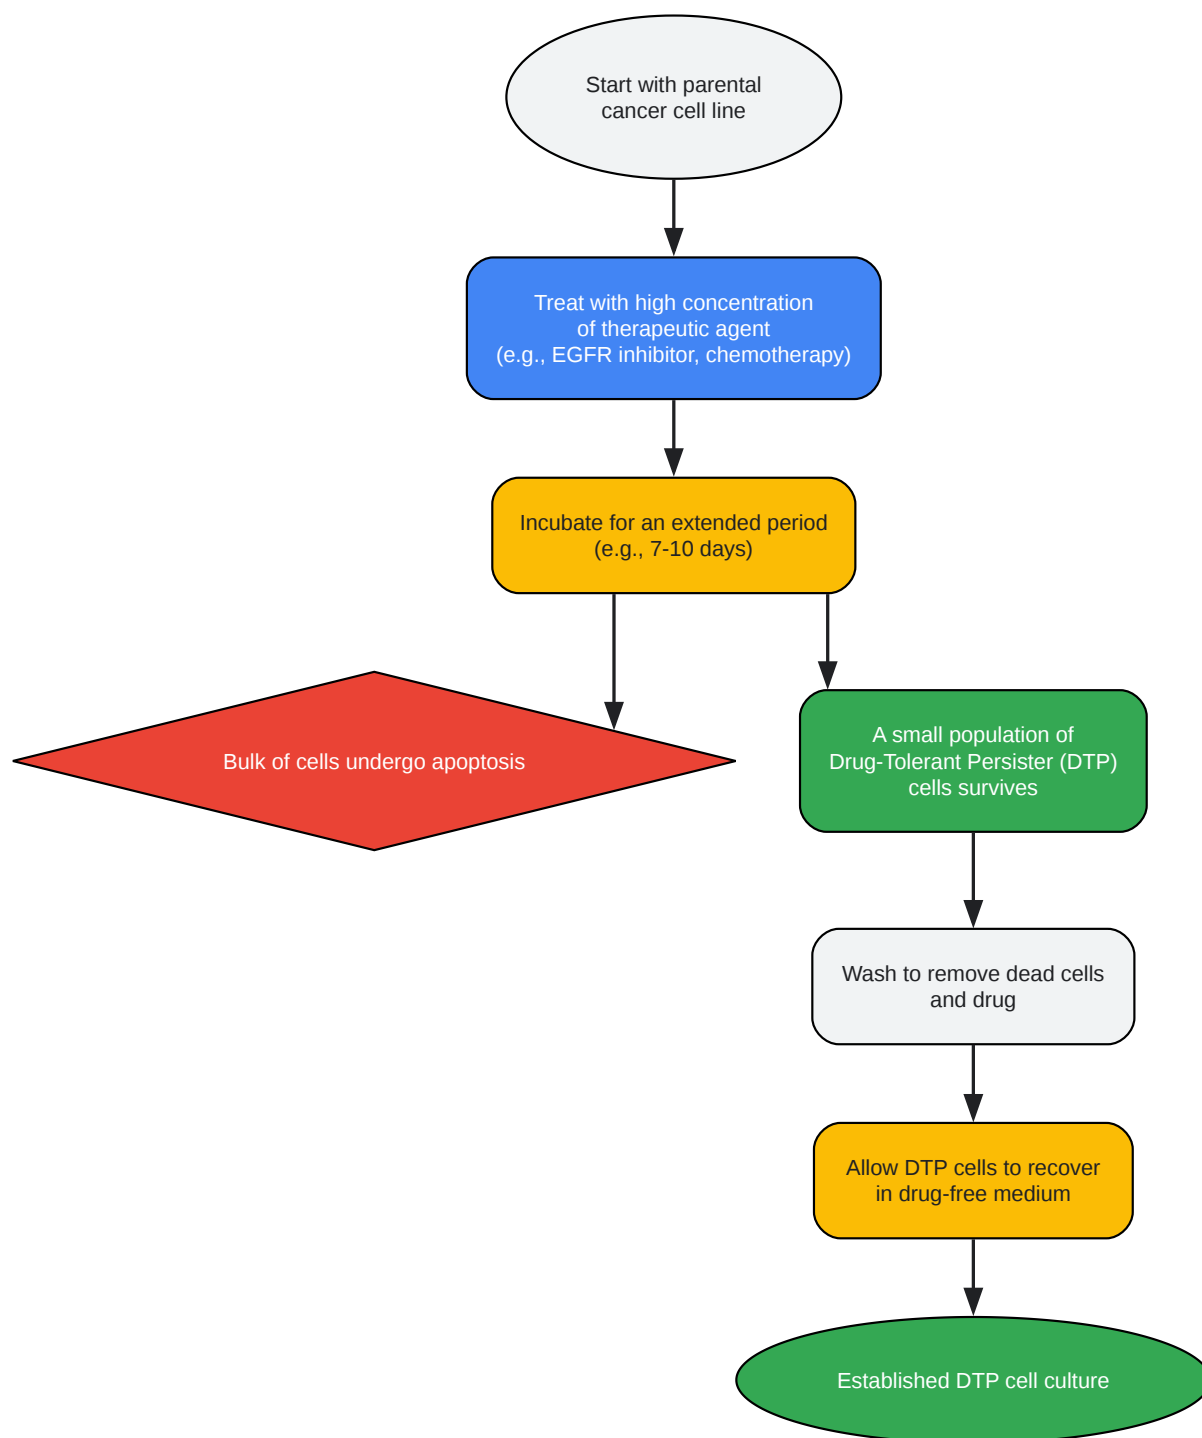 Start with parental
cancer cell line
Treat with high concentration
of therapeutic agent
(e.g., EGFR inhibitor, chemotherapy)
Incubate for an extended period
(e.g., 7-10 days)
Bulk of cells undergo apoptosis
A small population of
Drug-Tolerant Persister (DTP)
cells survives
Wash to remove dead cells
and drug
Allow DTP cells to recover
in drug-free medium
Established DTP cell culture